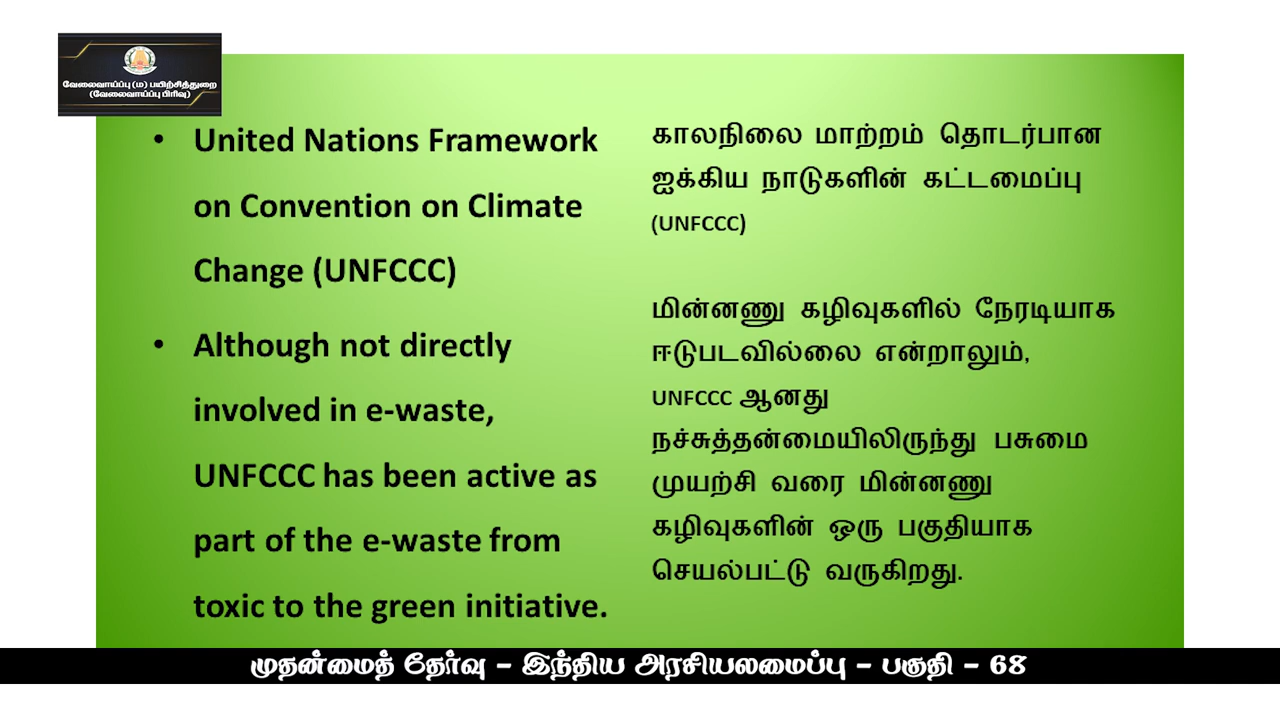 வேலைவாய்ப்பு (ம) பயிற்சித்துறை
(வேலைவாய்ப்பு பிரிவு)
• United Nations Framework
on Convention on Climate
Change (UNFCCC)
• Although not directly
involved in e-waste,
UNFCCC has been active as
part of the e-waste from
toxic to the green initiative.
காலநிலை மாற்றம் தொடர்பான
ஐக்கிய நாடுகளின் கட்டமைப்பு
(UNFCCC)
மின்னணு கழிவுகளில் நேரடியாக
ஈடுபடவில்லை என்றாலும்,
UNFCCC ஆனது
நச்சுத்தன்மையிலிருந்து பசுமை
முயற்சி வரை மின்னணு
கழிவுகளின் ஒரு பகுதியாக
செயல்பட்டு வருகிறது.
முதன்மைத் தேர்வு – இந்திய அரசியலமைப்பு – பகுதி – 68